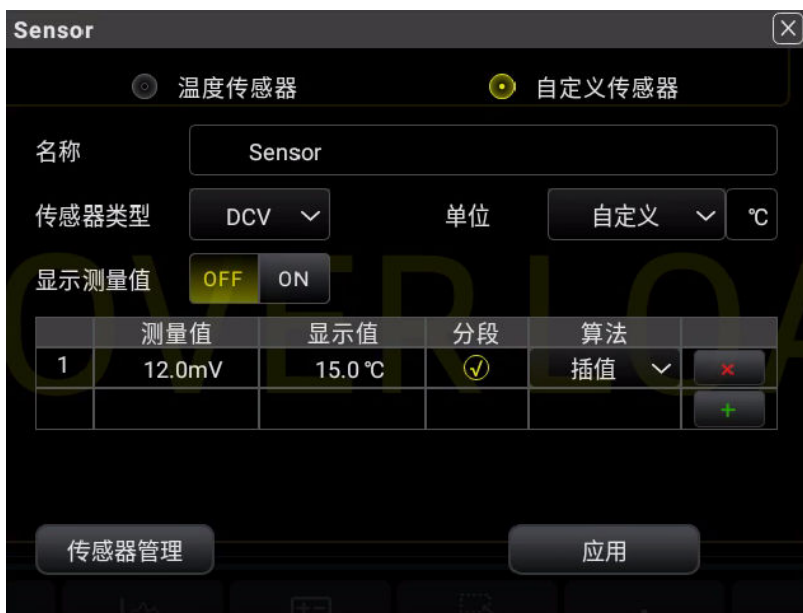 Sensor
温度传感器 自定义传感器
名称 Sensor
传感器类型 DCV 单位 自定义 ℃
显示测量值 OFF ON
测量值 显示值 分段 算法
1 12.0mV 15.0℃ 插值
传感器管理 应用
OVERLOA